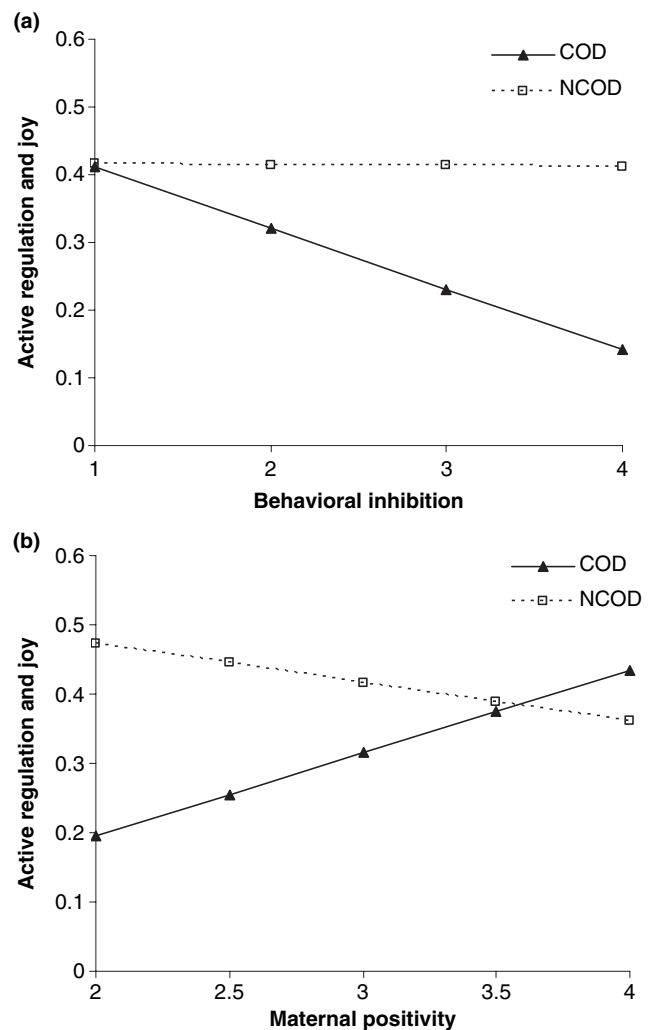 (a)
0.6
0.5
0.4
0.3
0.2
0.1
0
Active regulation and joy
COD
NCOD
1 2 3 4
Behavioral inhibition
(b)
0.6
0.5
0.4
0.3
0.2
0.1
0
Active regulation and joy
COD
NCOD
2 2.5 3 3.5 4
Maternal positivity